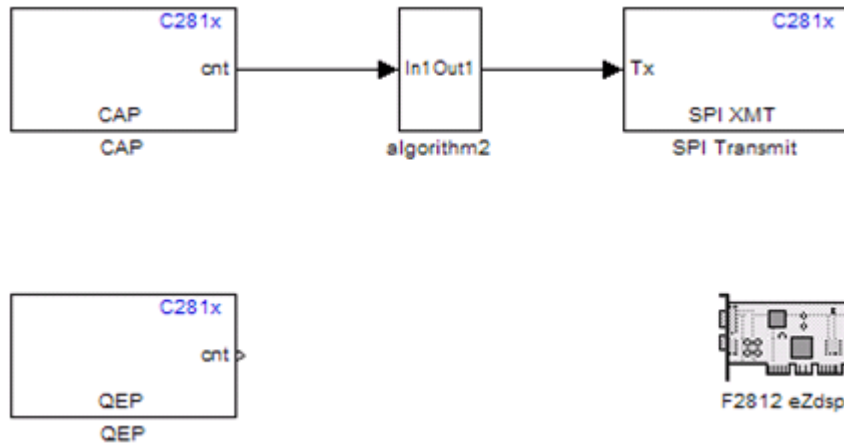 C281x
cnt
CAP
CAP
In1 Out1
algorithm2
C281x
Tx
SPI XMT
SPI Transmit
C281x
cnt
QEP
QEP
F2812 eZdsp